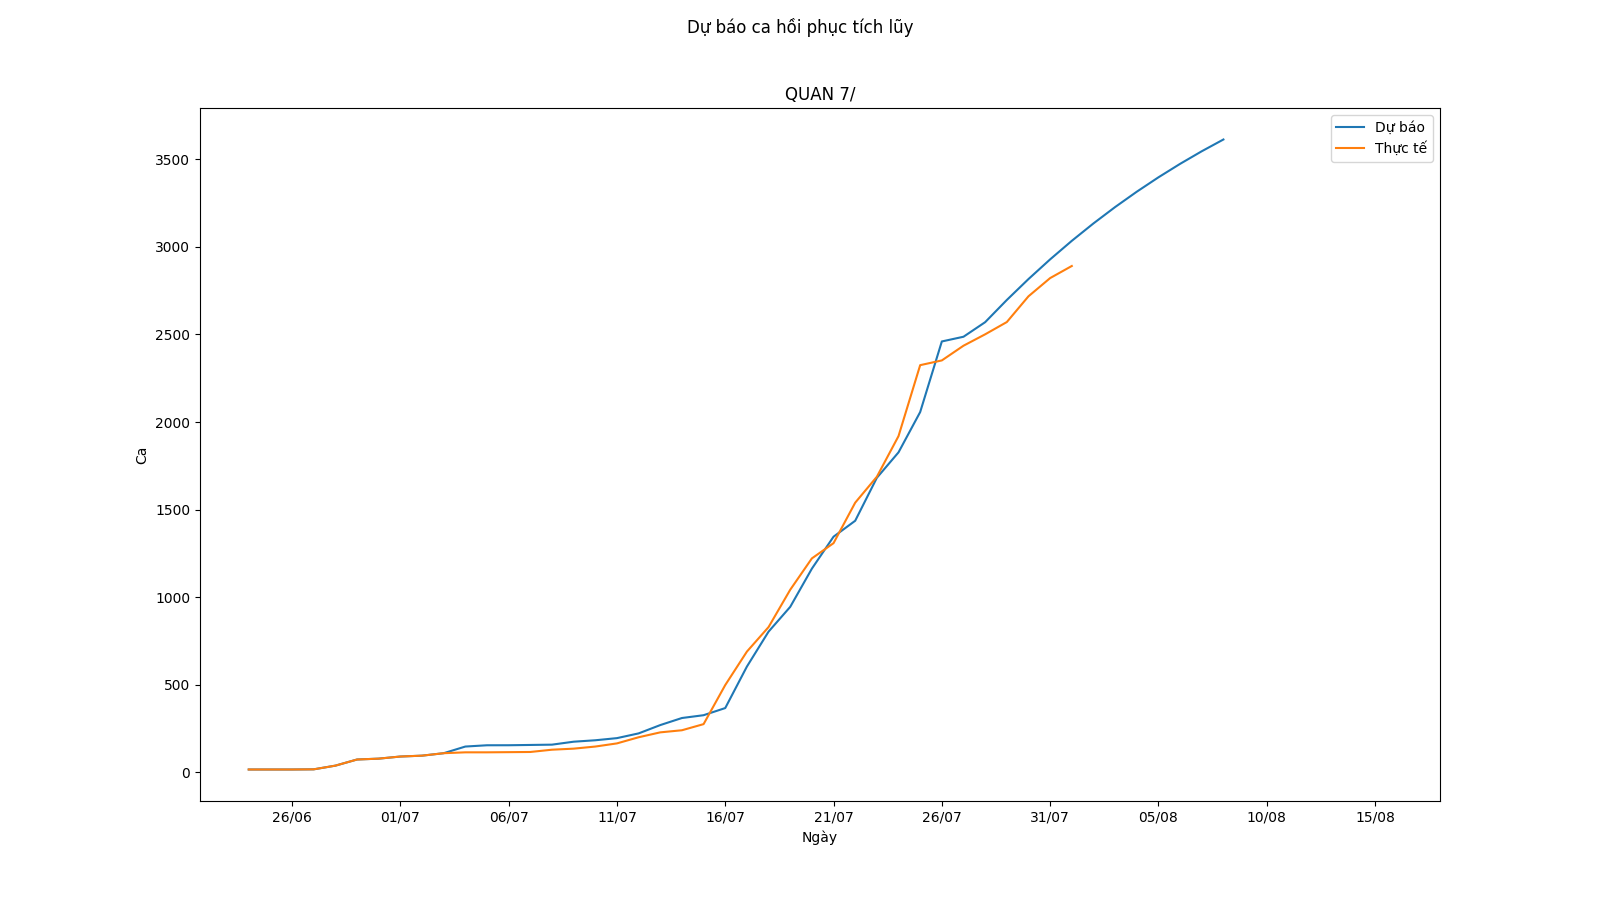 Dự báo ca hồi phục tích lũy
QUAN 7/
Dự báo
Thực tế
3500
3000
2500
2000
1500
1000
500
0
Ca
26/06 01/07 06/07 11/07 16/07 21/07 26/07 31/07 05/08 10/08 15/08
Ngày